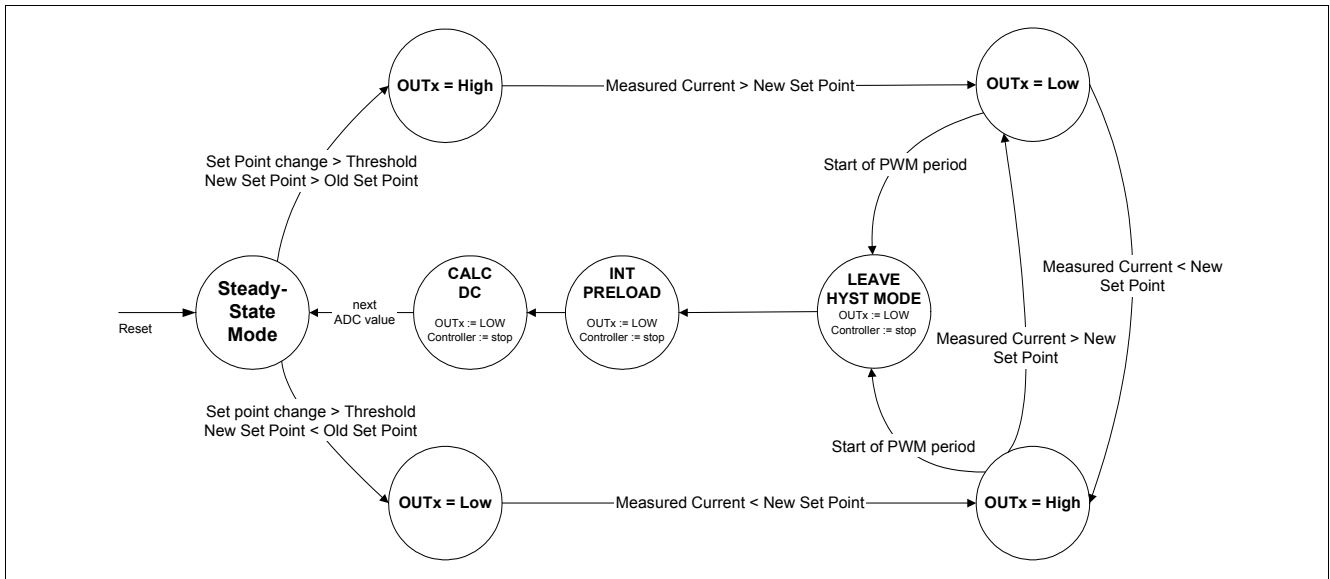 OUTx = High
Measured Current > New Set Point
OUTx = Low
Set Point change > Threshold
New Set Point > Old Set Point
Start of PWM period
Measured Current < New
Set Point
Reset
Steady-
State
Mode
next
ADC value
CALC
DC
OUTx := LOW
Controller := stop
INT
PRELOAD
OUTx := LOW
Controller := stop
LEAVE
HYST MODE
OUTx := LOW
Controller := stop
Measured Current > New
Set Point
Set point change > Threshold
New Set Point < Old Set Point
Start of PWM period
OUTx = Low
Measured Current < New Set Point
OUTx = High